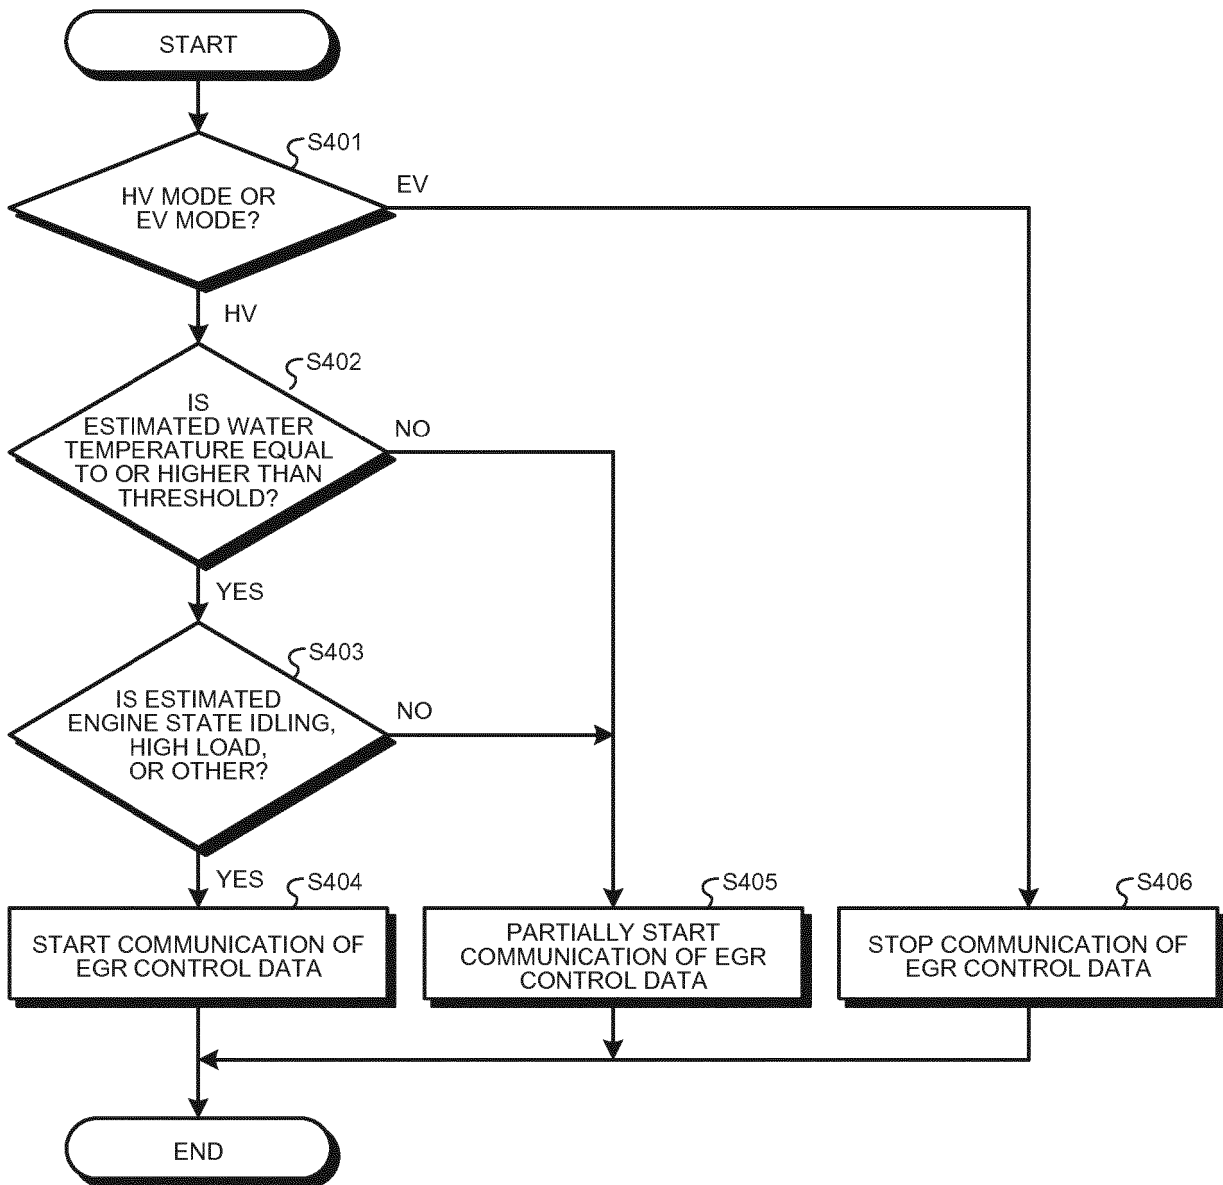 START
S401
HV MODE OR
EV MODE?
EV
HV
S402
IS
ESTIMATED WATER
TEMPERATURE EQUAL
TO OR HIGHER THAN
THRESHOLD?
NO
YES
S403
IS ESTIMATED
ENGINE STATE IDLING,
HIGH LOAD,
OR OTHER?
NO
YES
S404
START COMMUNICATION OF
EGR CONTROL DATA
S405
PARTIALLY START
COMMUNICATION OF EGR
CONTROL DATA
S406
STOP COMMUNICATION OF
EGR CONTROL DATA
END